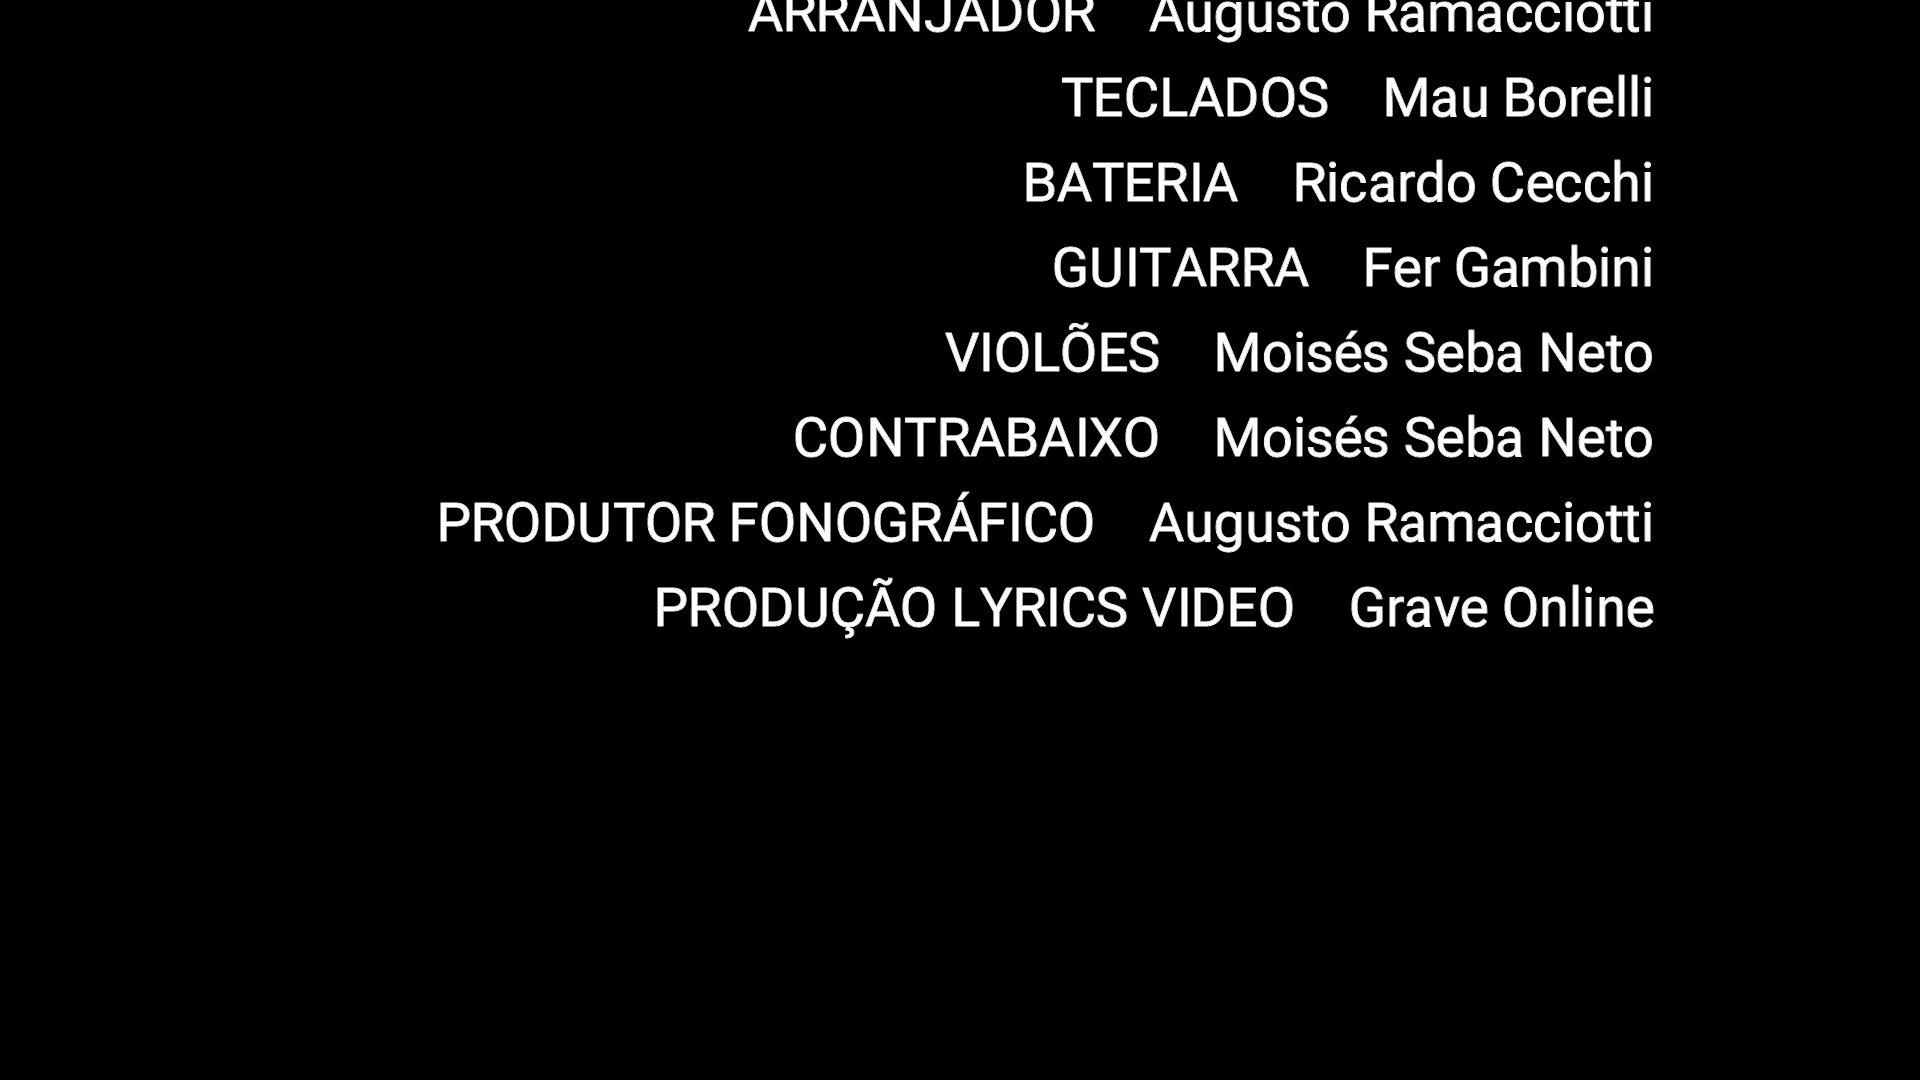 ARRANJADOR Augusto Ramacciotti
TECLADOS Mau Borelli
BATERIA Ricardo Cecchi
GUITARRA Fer Gambini
VIOLÕES Moisés Seba Neto
CONTRABAIXO Moisés Seba Neto
PRODUTOR FONOGRÁFICO Augusto Ramacciotti
PRODUÇÃO LYRICS VIDEO Grave Online